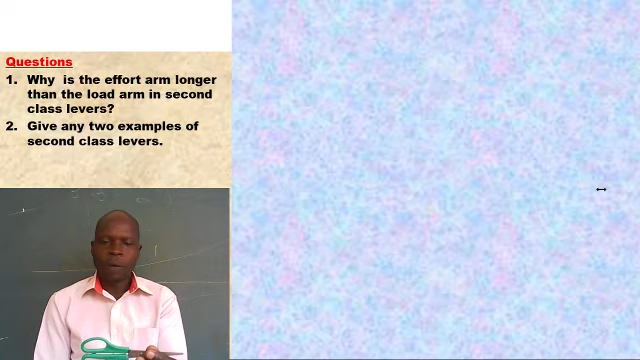 Questions
1. Why is the effort arm longer
than the load arm in second
class levers?
2. Give any two examples of
second class levers.